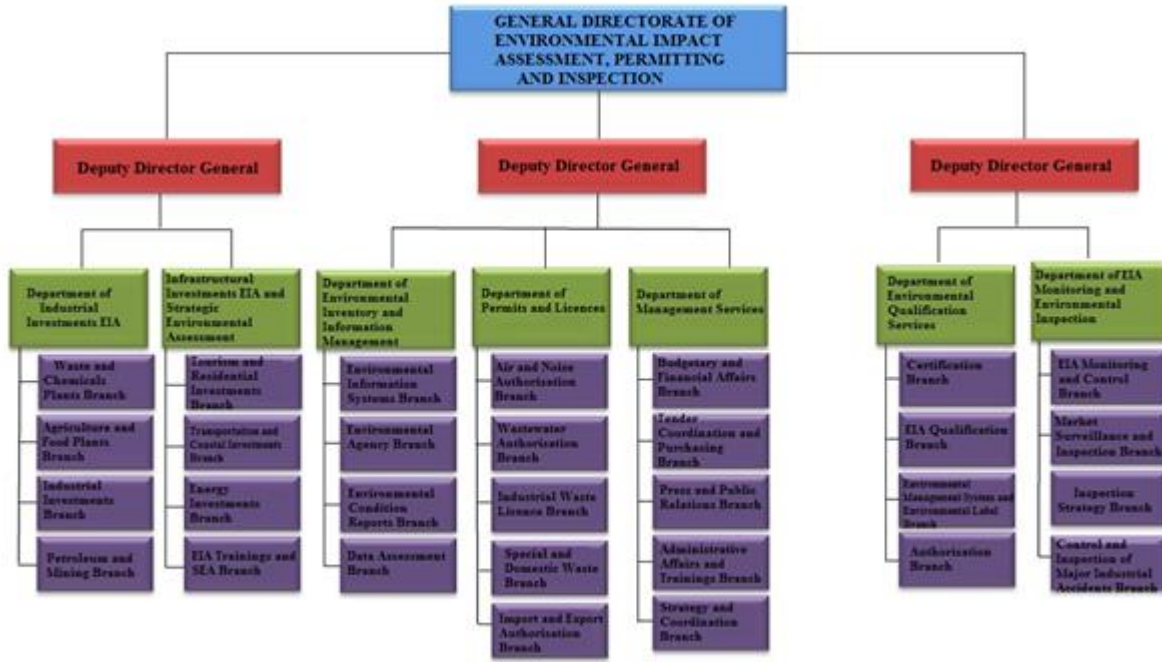 GENERAL DIRECTORATE OF
ENVIRONMENTAL IMPACT
ASSESSMENT, PERMITTING
AND INSPECTION
Deputy Director General
Deputy Director General
Deputy Director General
Department of
Industrial
Investments EIA
Infrastructural
Investments EIA and
Strategic
Environmental
Assessment
Department of
Environmental
Inventory and
Information
Management
Department of
Permits and Licences
Department of
Management Services
Department of
Environmental
Qualification
Services
Department of EIA
Monitoring and
Environmental
Inspection
Waste and
Chemicals
Plants Branch
Agriculture and
Food Plants
Branch
Industrial
Investments
Branch
Petroleum and
Mining Branch
Tourism and
Residential
Investments
Branch
Transportation and
Coastal Investments
Branch
Energy
Investments
Branch
EIA Trainings and
SEA Branch
Environmental
Information
Systems Branch
Environmental
Agency Branch
Environmental
Condition
Reports Branch
Data Assessment
Branch
Air and Noise
Authorisation
Branch
Wastewater
Authorisation
Branch
Industrial Waste
Licence Branch
Special and
Domestic Waste
Branch
Import and Export
Authorisation
Branch
Budgetary and
Financial Affairs
Branch
Tender
Coordination and
Purchasing
Branch
Press and Public
Relations Branch
Administrative
Affairs and
Trainings Branch
Strategy and
Coordination
Branch
Certification
Branch
EIA Qualification
Branch
Environmental
Management System and
Environmental Label
Branch
Authorisation
Branch
EIA Monitoring
and Control
Branch
Market
Surveillance and
Inspection Branch
Inspection
Strategy Branch
Control and
Inspection of
Major Industrial
Accidents Branch